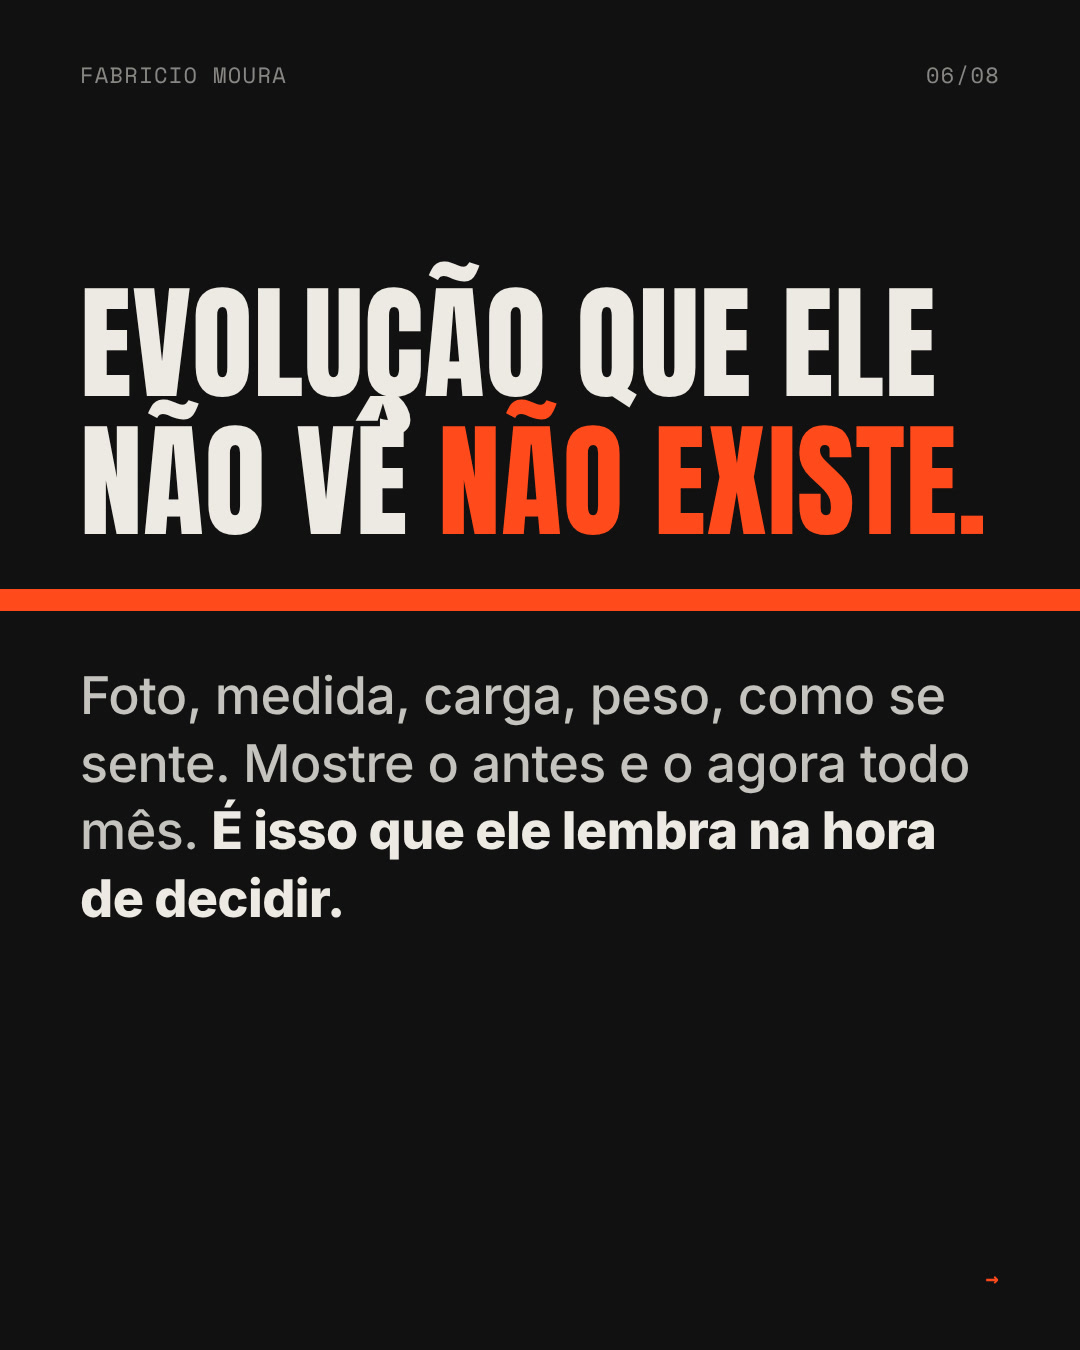 FABRICIO MOURA
06/08
EVOLUÇÃO QUE ELE
NÃO VÊ NÃO EXISTE.
Foto, medida, carga, peso, como se
sente. Mostre o antes e o agora todo
mês. É isso que ele lembra na hora
de decidir.
→